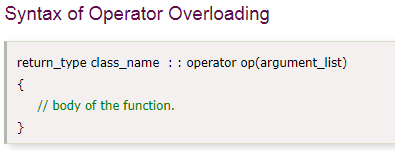 Syntax of Operator Overloading
return_type class_name  : : operator op(argument_list)
{
// body of the function.
}